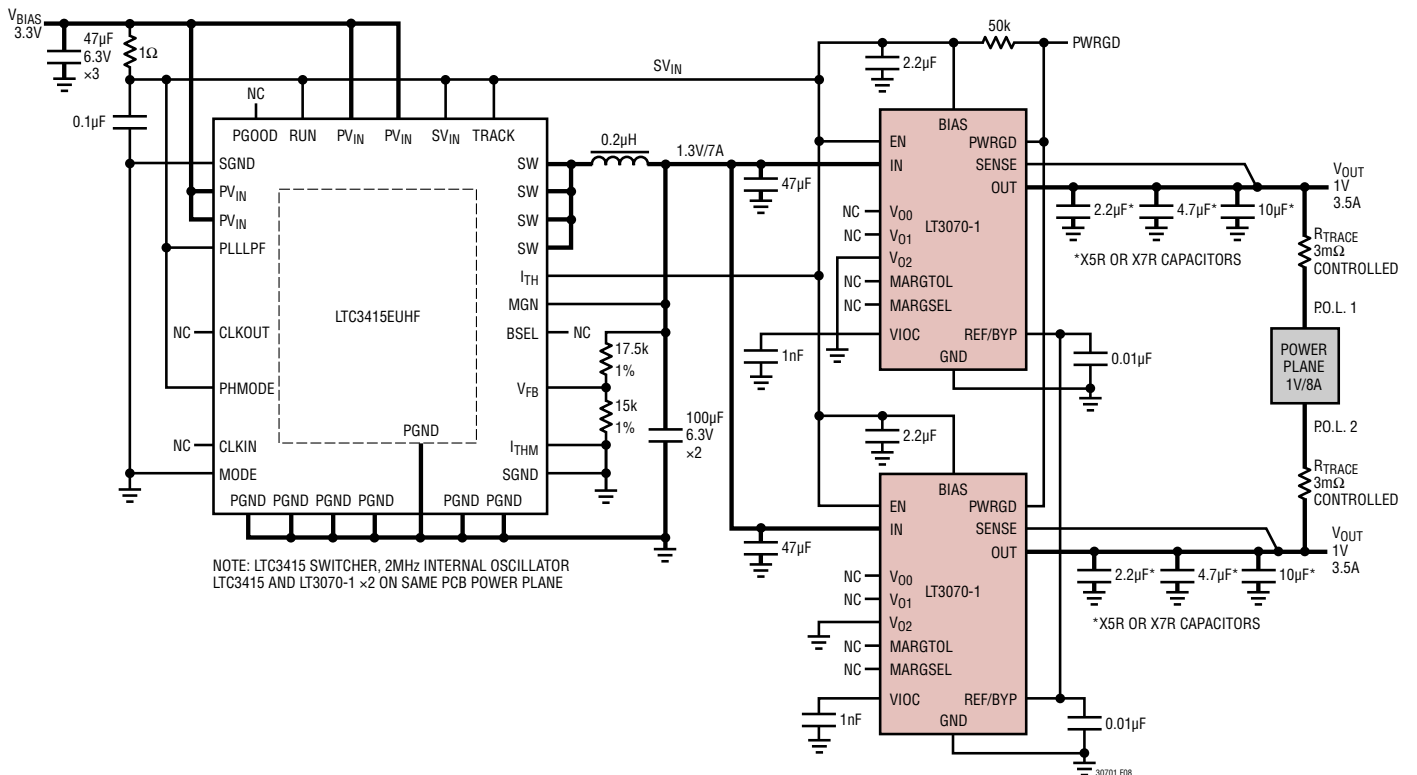 VBIAS
3.3V
47µF
6.3V
×3
1Ω
0.1µF
NC
SVIN
PGOOD RUN PVIN PVIN SVIN TRACK
SGND
PVIN
PVIN
PLLLPF
NC CLKOUT
PHMODE
NC CLKIN
MODE
LTC3415EUHF
PGND
PGND PGND PGND PGND PGND PGND
SW
SW
SW
SW
ITH
MGN
BSEL NC
VFB
ITHM
SGND
0.2µH
1.3V/7A
17.5k
1%
15k
1%
100µF
6.3V
×2
NOTE: LTC3415 SWITCHER, 2MHz INTERNAL OSCILLATOR
LTC3415 AND LT3070-1 ×2 ON SAME PCB POWER PLANE
50k
PWRGD
2.2µF
BIAS
EN
PWRGD
IN
SENSE
OUT
47µF
NC VO0
NC VO1
VO2
LT3070-1
NC MARGTOL
NC MARGSEL
VIOC
REF/BYP
GND
1nF
0.01µF
2.2µF* 4.7µF* 10µF*
*X5R OR X7R CAPACITORS
VOUT
1V
3.5A
RTRACE
3mΩ
CONTROLLED
P.O.L. 1
POWER
PLANE
1V/8A
P.O.L. 2
RTRACE
3mΩ
CONTROLLED
2.2µF
BIAS
EN
PWRGD
IN
SENSE
OUT
47µF
NC VO0
NC VO1
VO2
LT3070-1
NC MARGTOL
NC MARGSEL
VIOC
REF/BYP
GND
1nF
0.01µF
2.2µF* 4.7µF* 10µF*
*X5R OR X7R CAPACITORS
VOUT
1V
3.5A
30701 F08